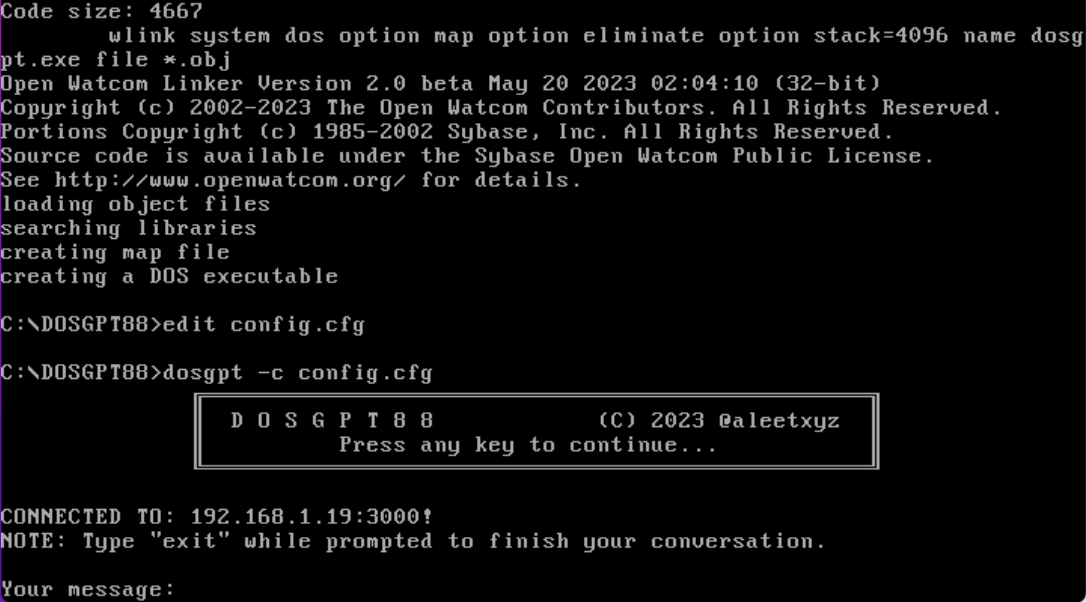 Code size: 4667
wlink system dos option map option eliminate option stack=4096 name dosg
pt.exe file *.obj
Open Watcom Linker Version 2.0 beta May 20 2023 02:04:10 (32-bit)
Copyright (c) 2002-2023 The Open Watcom Contributors. All Rights Reserved.
Portions Copyright (c) 1985-2002 Sybase, Inc. All Rights Reserved.
Source code is available under the Sybase Open Watcom Public License.
See http://www.openwatcom.org/ for details.
loading object files
searching libraries
creating map file
creating a DOS executable
C:\DOSGPT88>edit config.cfg
C:\DOSGPT88>dosgpt -c config.cfg
D O S G P T 8 8 (C) 2023 @aleetxyz
Press any key to continue...
CONNECTED TO: 192.168.1.19:3000!
NOTE: Type "exit" while prompted to finish your conversation.
Your message: